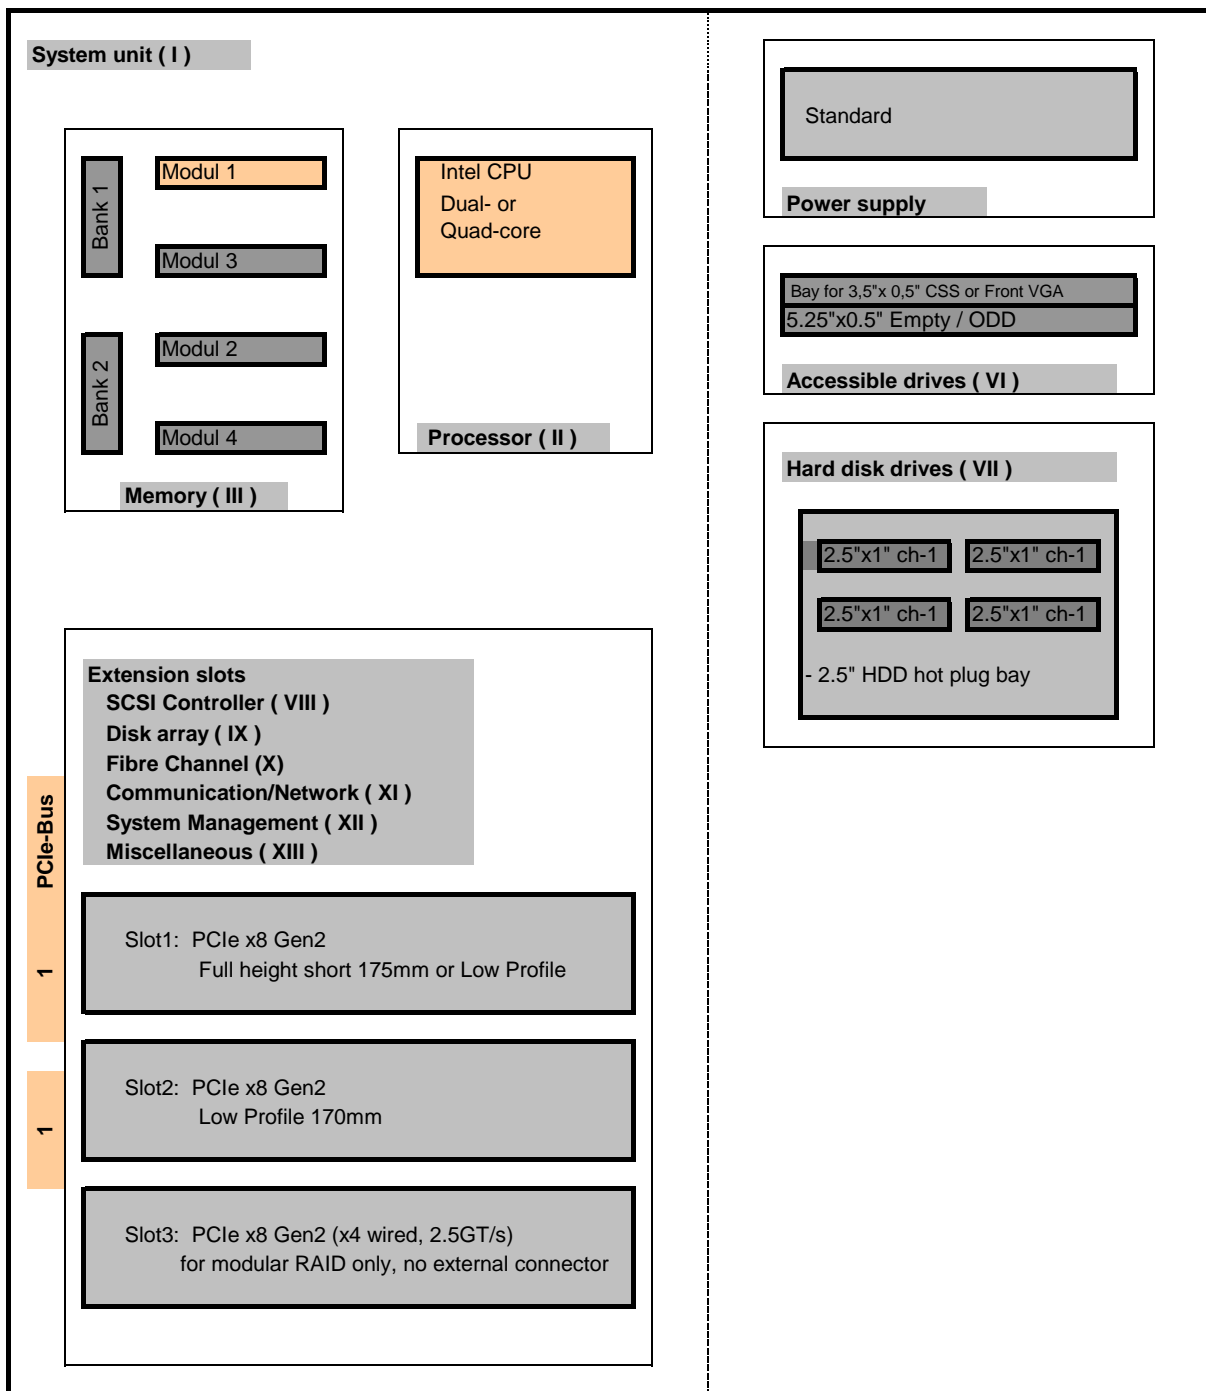 System unit ( I )
Bank 1
Modul 1
Modul 3
Bank 2
Modul 2
Modul 4
Memory ( III )
Intel CPU
Dual- or
Quad-core
Processor ( II )
Extension slots
SCSI Controller ( VIII )
Disk array ( IX )
Fibre Channel (X)
Communication/Network ( XI )
System Management ( XII )
Miscellaneous ( XIII )
PCIe-Bus
1
Slot1: PCIe x8 Gen2
Full height short 175mm or Low Profile
1
Slot2: PCIe x8 Gen2
Low Profile 170mm
Slot3: PCIe x8 Gen2 (x4 wired, 2.5GT/s)
for modular RAID only, no external connector
Standard
Power supply
Bay for 3,5"x 0,5" CSS or Front VGA
5.25"x0.5" Empty / ODD
Accessible drives ( VI )
Hard disk drives ( VII )
2.5"x1" ch-1 2.5"x1" ch-1
2.5"x1" ch-1 2.5"x1" ch-1
- 2.5" HDD hot plug bay